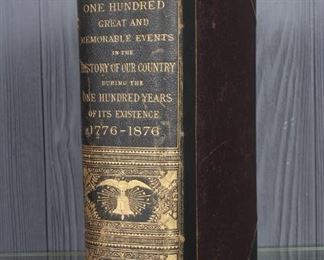 ONE HUNDRED
GREAT AND
MEMORABLE EVENTS
IN THE
HISTORY OF OUR COUNTRY
DURING THE
ONE HUNDRED YEARS
OF ITS EXISTENCE
1776-1876